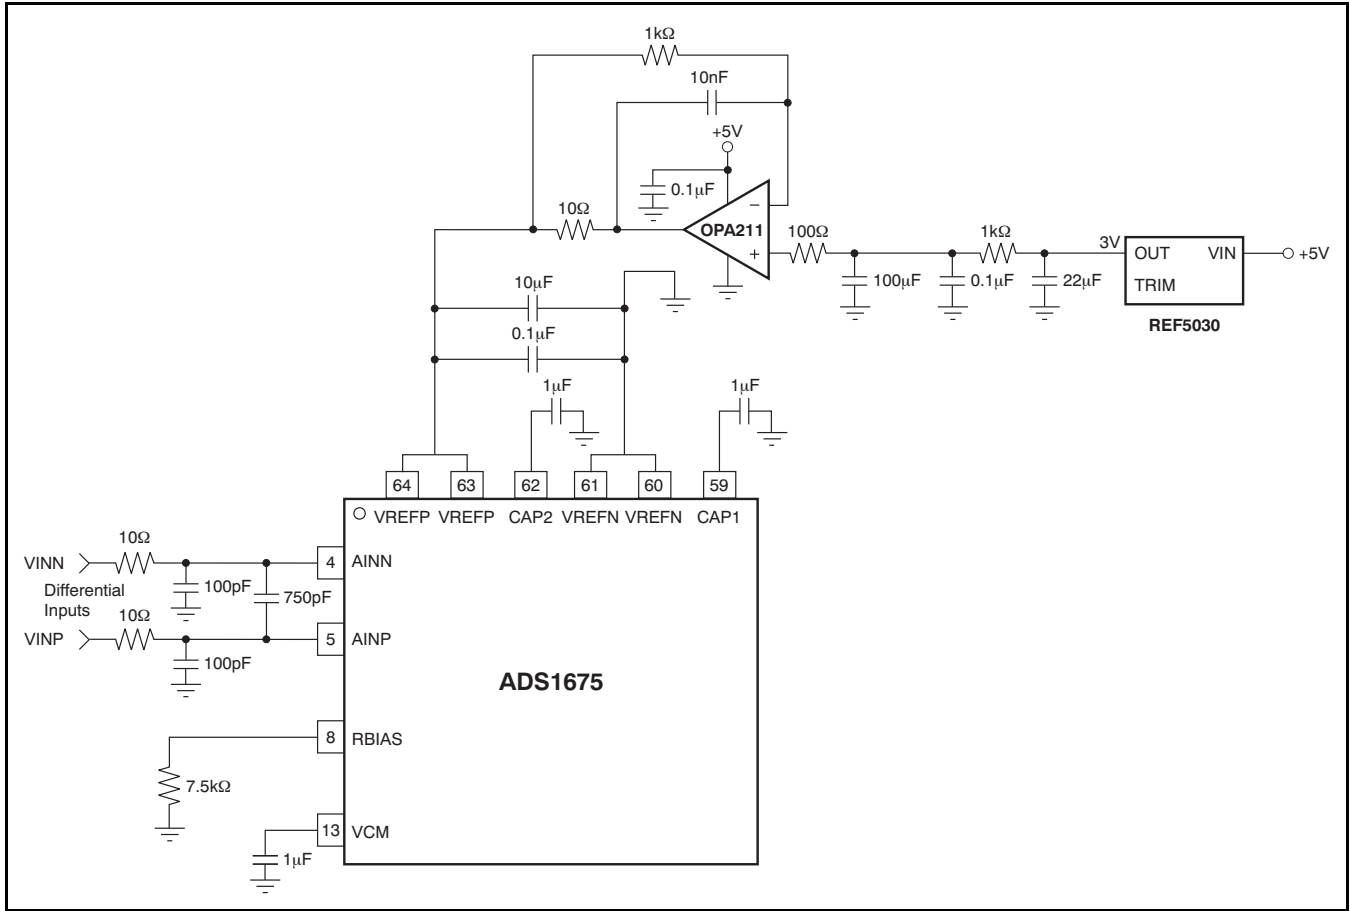 1kΩ
10nF
+5V
0.1μF
10Ω
OPA211
−
+
100Ω
1kΩ
3V
OUT VIN
+5V
TRIM
100μF
0.1μF
22μF
REF5030
10μF
0.1μF
1μF
1μF
64 63 62 61 60 59
VREFP VREFP CAP2 VREFN VREFN CAP1
10Ω
VINN
4 AINN
100pF
Differential
Inputs
750pF
10Ω
VINP
5 AINP
100pF
ADS1675
8 RBIAS
7.5kΩ
13 VCM
1μF